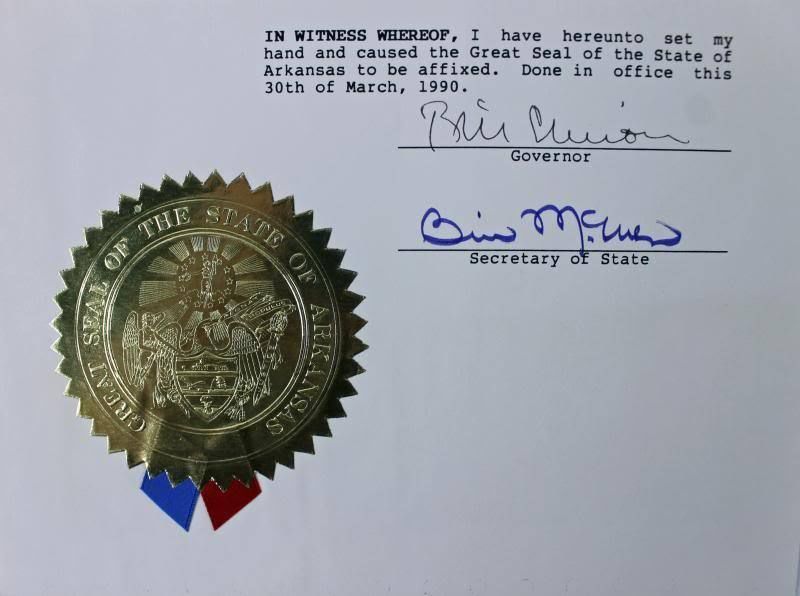 IN WITNESS WHEREOF, I have hereunto set my
hand and caused the Great Seal of the State of
Arkansas to be affixed. Done in office this
30th of March, 1990.
Bill Clinton
Governor
Bill McCuen
Secretary of State
GREAT SEAL OF THE STATE OF ARKANSAS